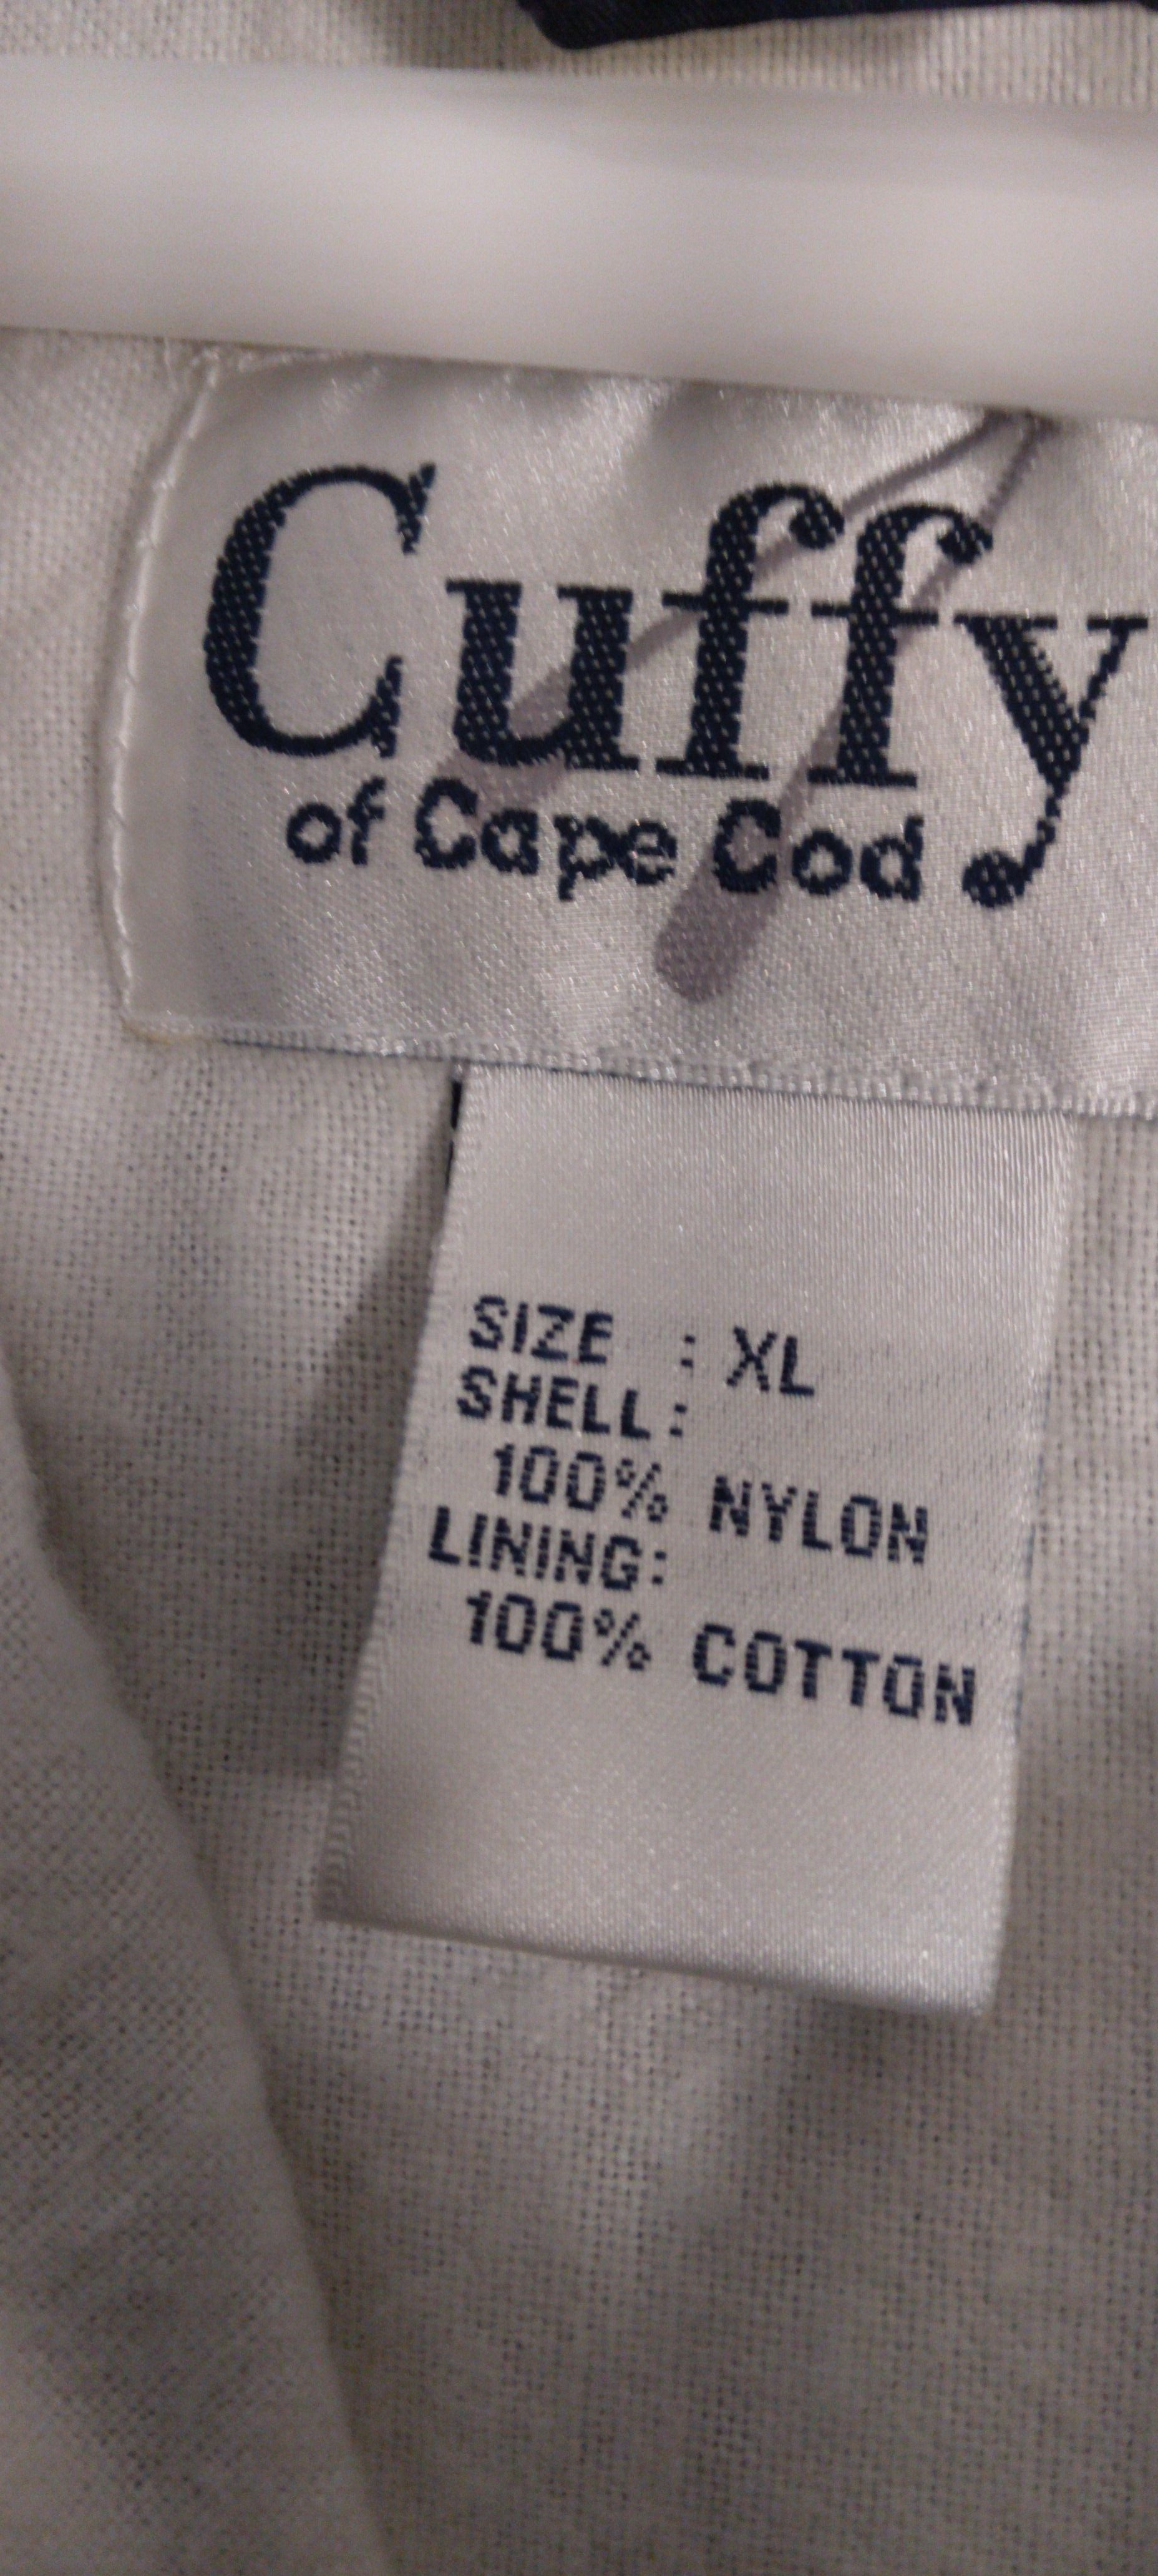 Cuffy
of Cape Cod
SIZE : XL
SHELL:
100% NYLON
LINING:
100% COTTON